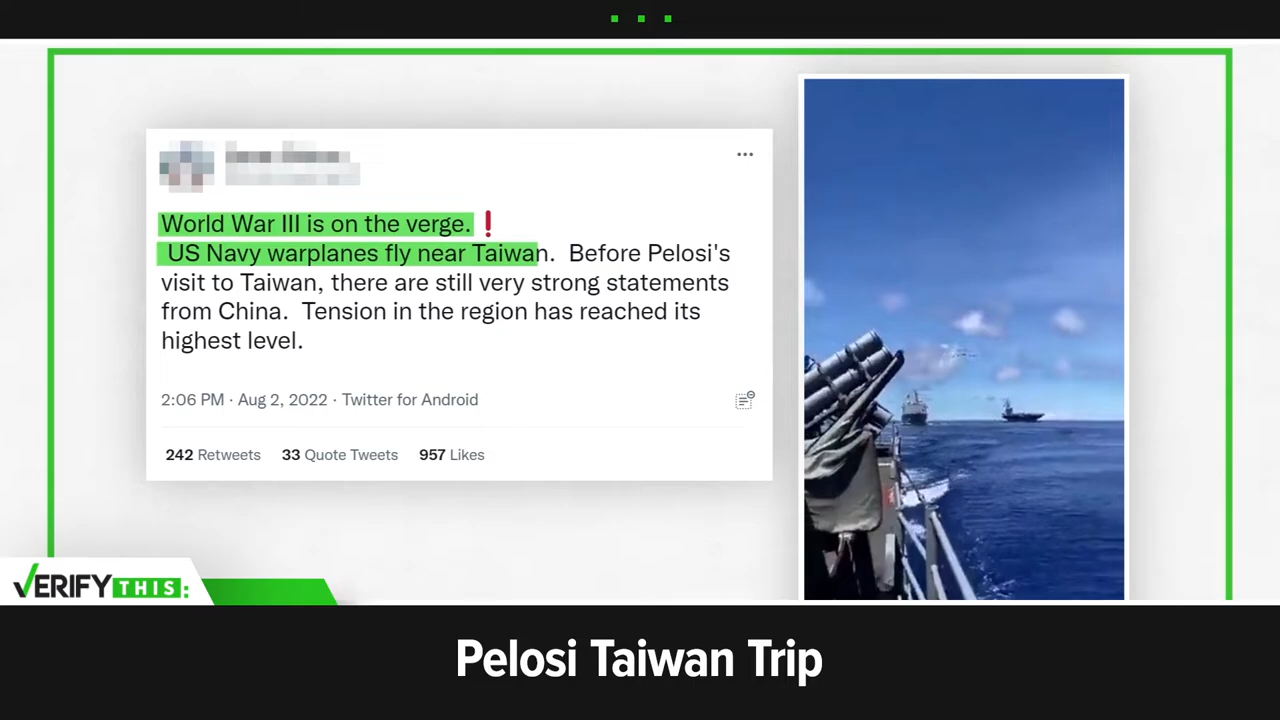 World War III is on the verge.❗
US Navy warplanes fly near Taiwan. Before Pelosi's
visit to Taiwan, there are still very strong statements
from China. Tension in the region has reached its
highest level.
2:06 PM · Aug 2, 2022 · Twitter for Android
242 Retweets 33 Quote Tweets 957 Likes
VERIFY THIS:
Pelosi Taiwan Trip